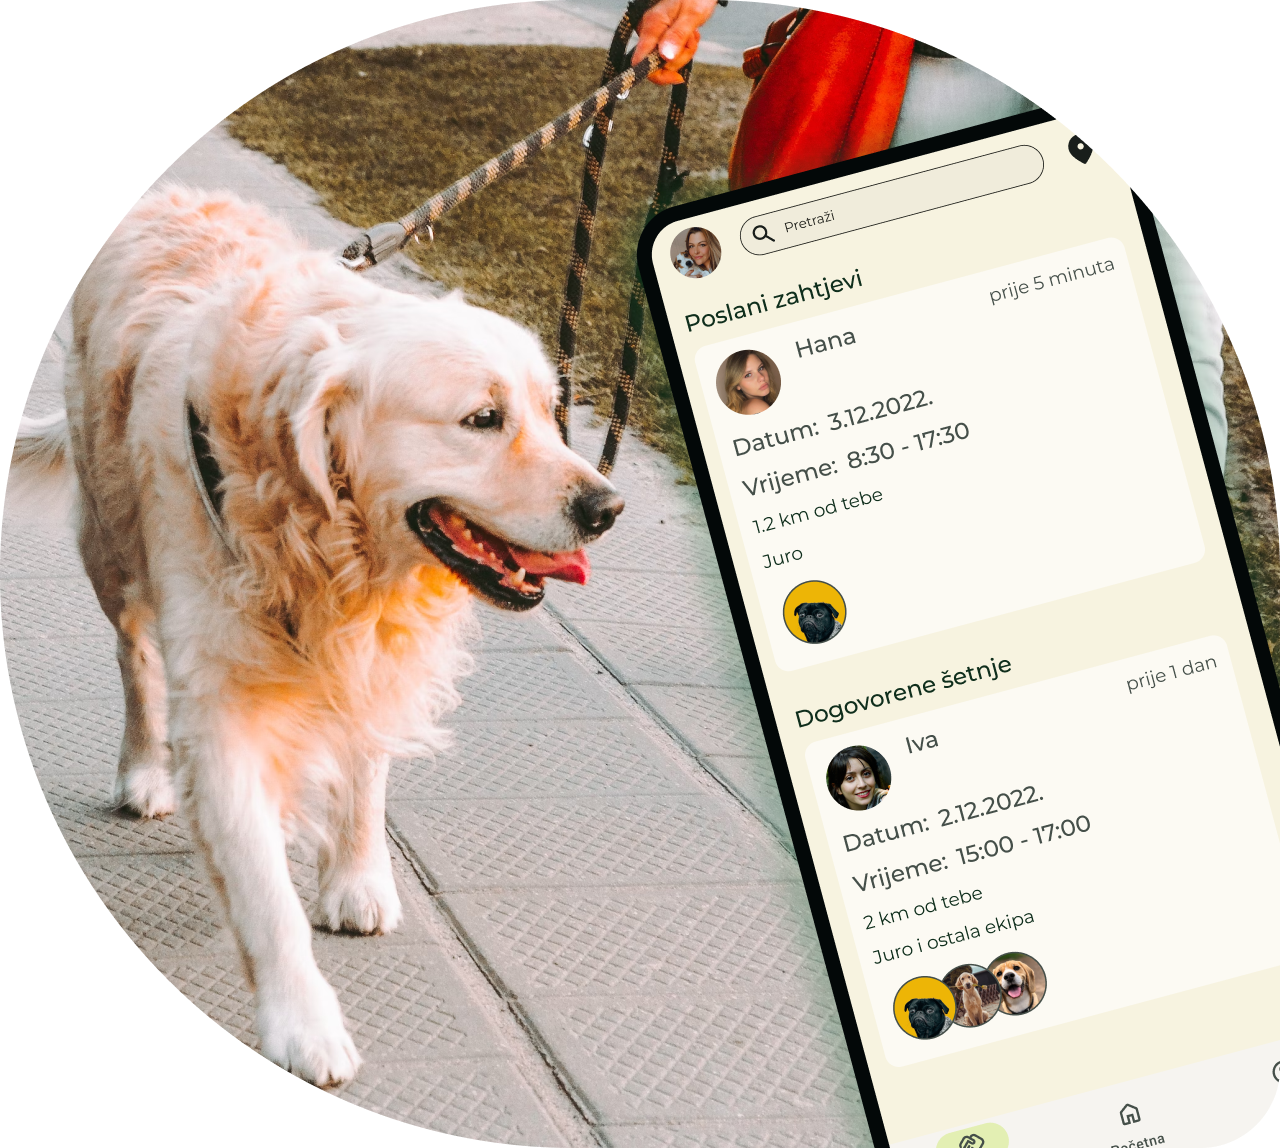 Pretraži
Poslani zahtjevi
prije 5 minuta
Hana
Datum: 3.12.2022.
Vrijeme: 8:30 - 17:30
1.2 km od tebe
Juro
Dogovorene šetnje
prije 1 dan
Iva
Datum: 2.12.2022.
Vrijeme: 15:00 - 17:00
2 km od tebe
Juro i ostala ekipa
Početna